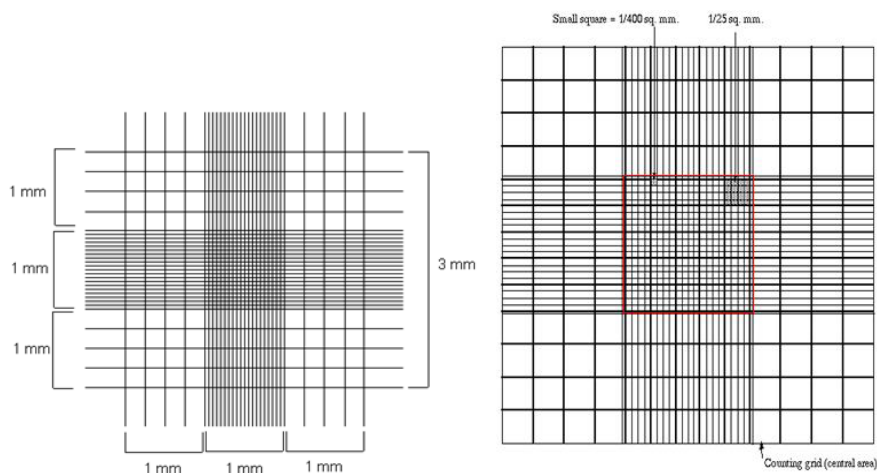 Small square = 1/400 sq. mm.
1/25 sq. mm.
1 mm
1 mm
1 mm
3 mm
1 mm
1 mm
1 mm
Counting grid (central area)